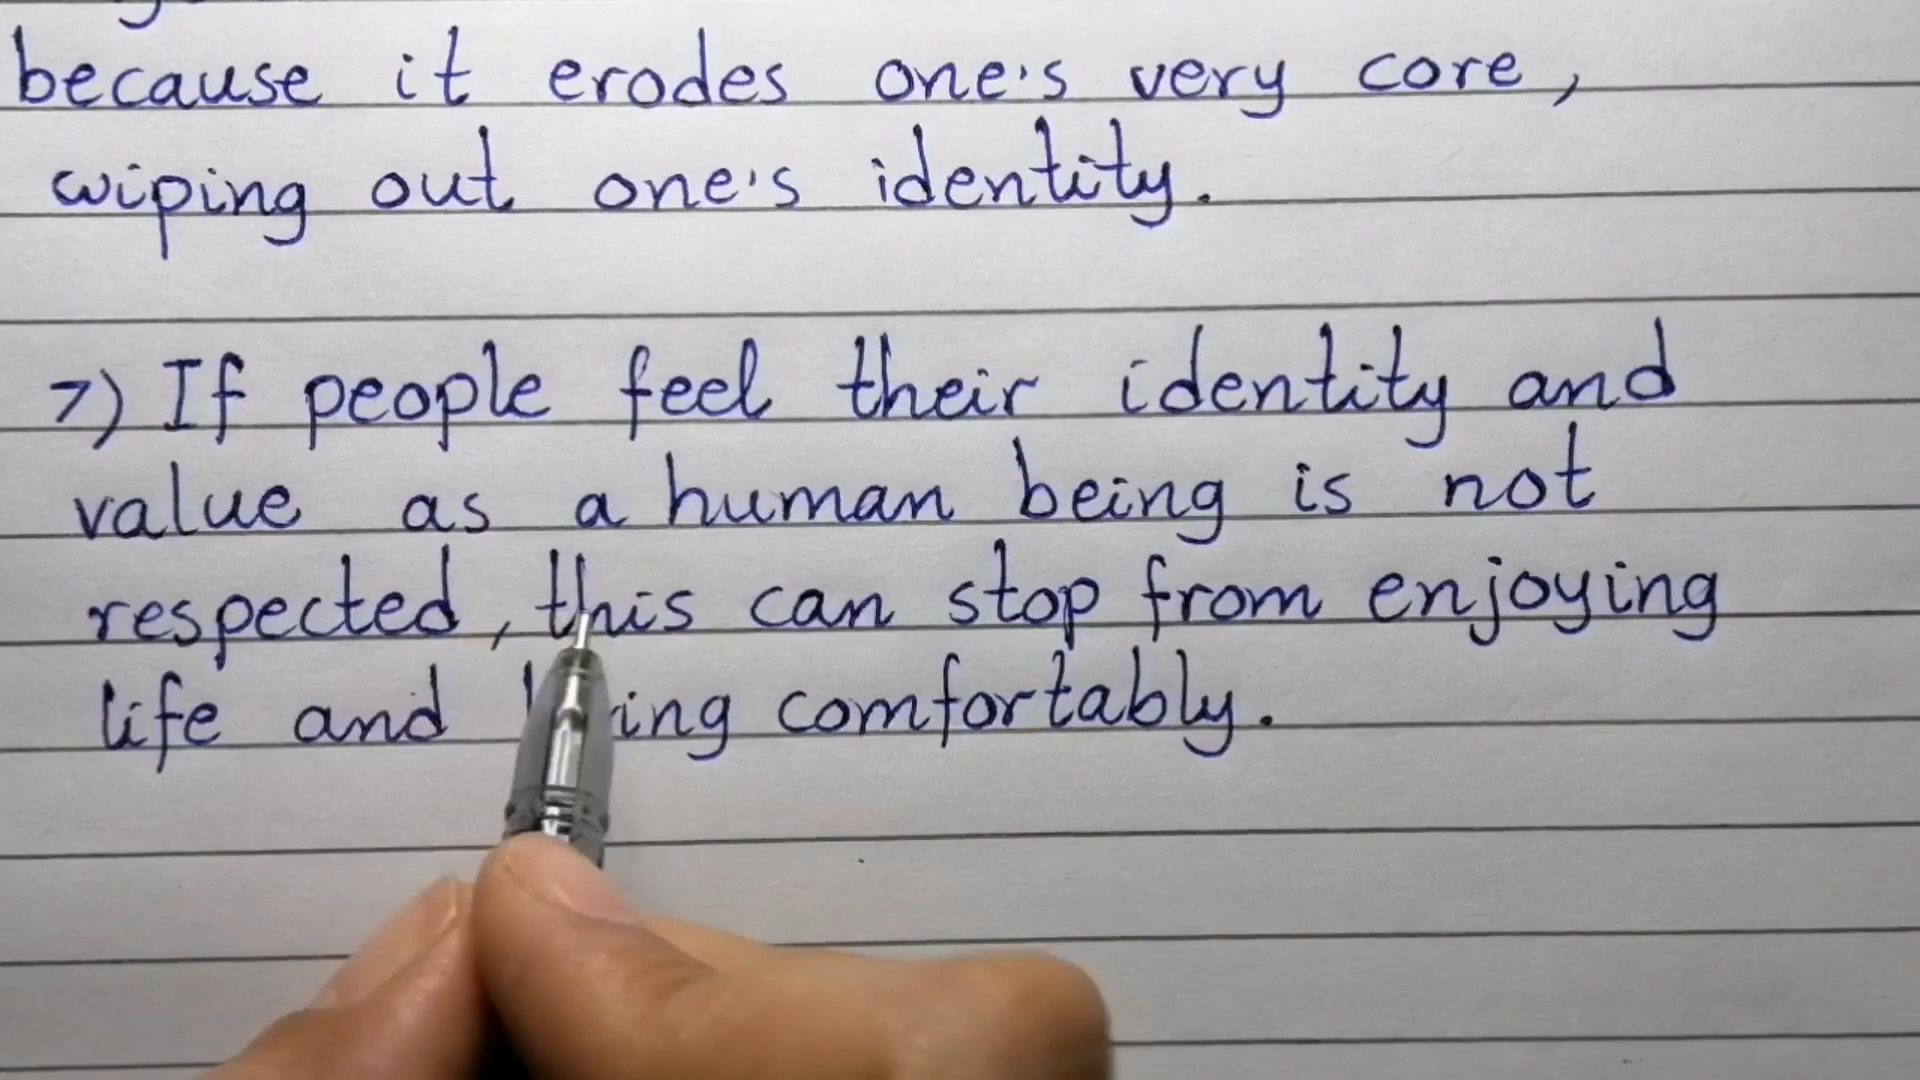 because it erodes one's very core,
wiping out one's identity.
7) If people feel their identity and
value as a human being is not
respected, this can stop from enjoying
life and comfortably.